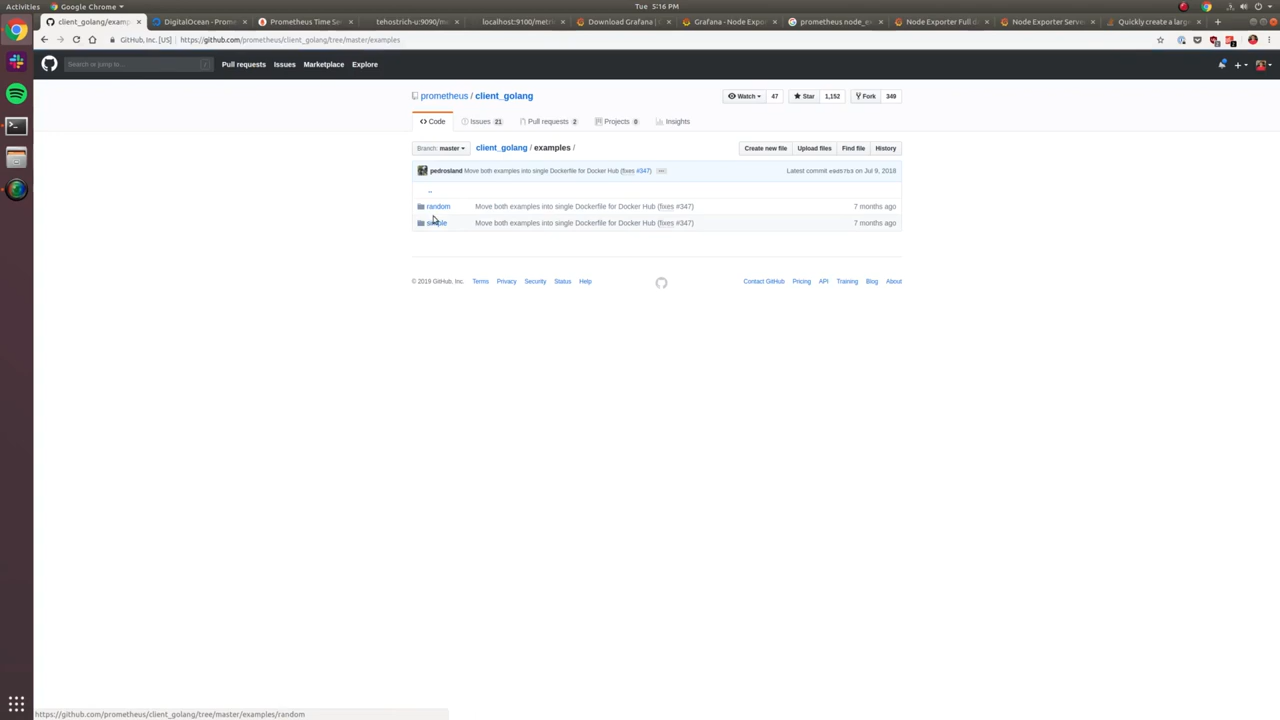 Activities Google Chrome Tue 5:16 PM
client_golang/examp DigitalOcean - Prome Prometheus Time Ser tehostrich-u:9090/m localhost:9100/metri Download Grafana | Grafana - Node Expor prometheus node_e Node Exporter Full d Node Exporter Serve Quickly create a large
GitHub, Inc. [US] https://github.com/prometheus/client_golang/tree/master/examples
Search or jump to... / Pull requests Issues Marketplace Explore
prometheus / client_golang Watch 47 Star 1,152 Fork 349
Code Issues 21 Pull requests 2 Projects 0 Insights
Branch: master client_golang / examples / Create new file Upload files Find file History
pedrosland Move both examples into single Dockerfile for Docker Hub (fixes #347) Latest commit on Jul 9, 2018
..
random Move both examples into single Dockerfile for Docker Hub (fixes #347) 7 months ago
simple Move both examples into single Dockerfile for Docker Hub (fixes #347) 7 months ago
© 2019 GitHub, Inc. Terms Privacy Security Status Help Contact GitHub Pricing API Training Blog About
https://github.com/prometheus/client_golang/tree/master/examples/random